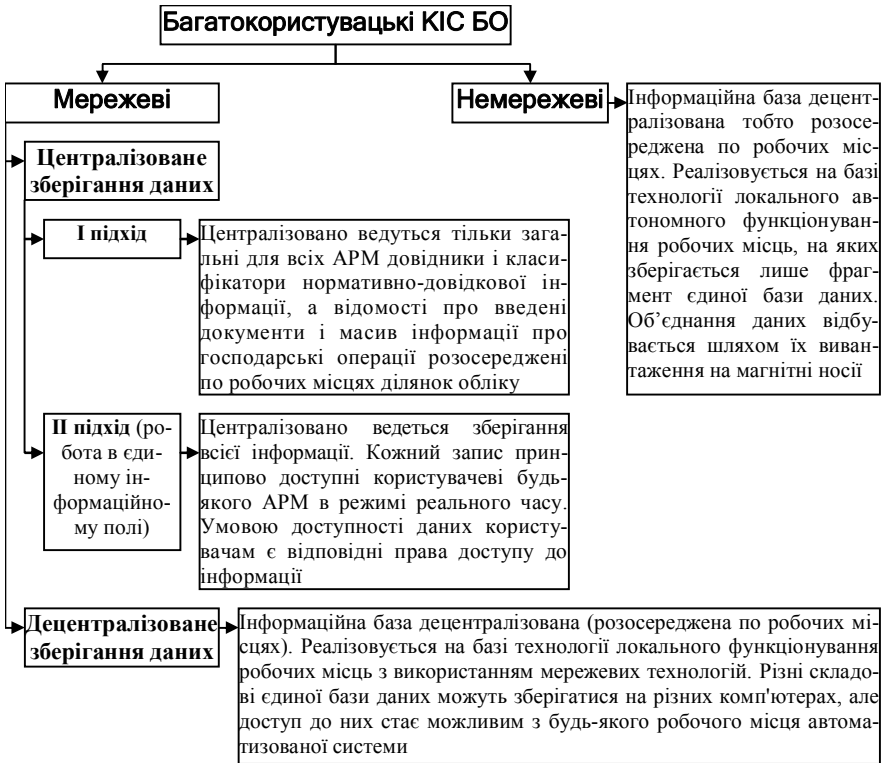 Багатокористувацькі КІС БО
Мережеві
Немережеві
Інформаційна база децент-
ралізована тобто розосе-
реджена по робочих міс-
цях. Реалізовується на базі
технології локального ав-
тономного функціонуван-
ня робочих місць, на яких
зберігається лише фраг-
мент єдиної бази даних.
Об’єднання даних відбу-
вається шляхом їх виван-
таження на магнітні носії
Централізоване
зберігання даних
І підхід
Централізовано ведуться тільки зага-
льні для всіх АРМ довідники і класи-
фікатори нормативно-довідкової ін-
формації, а відомості про введені
документи і масив інформації про
господарські операції розосереджені
по робочих місцях ділянок обліку
ІІ підхід (ро-
бота в єди-
ному ін-
формаційно-
му полі)
Централізовано ведеться зберігання
всієї інформації. Кожний запис прин-
ципово доступні користувачеві будь-
якого АРМ в режимі реального часу.
Умовою доступності даних користу-
вачам є відповідні права доступу до
інформації
Децентралізоване
зберігання даних
Інформаційна база децентралізована (розосереджена по робочих мі-
сцях). Реалізовується на базі технології локального функціонування
робочих місць з використанням мережевих технологій. Різні складо-
ві єдиної бази даних можуть зберігатися на різних комп'ютерах, але
доступ до них стає можливим з будь-якого робочого місця автома-
тизованої системи